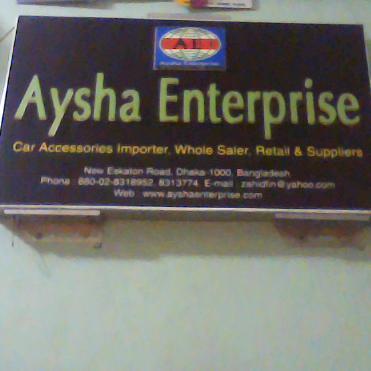 AE
Aysha Enterprise
Aysha Enterprise
Car Accessories Importer, Whole Saler, Retail & Suppliers
New Eskaton Road, Dhaka-1000, Bangladesh
Phone : 880-02-8318952, 8313774, E-mail : zahidfin@yahoo.com
Web : www.ayshaenterprise.com